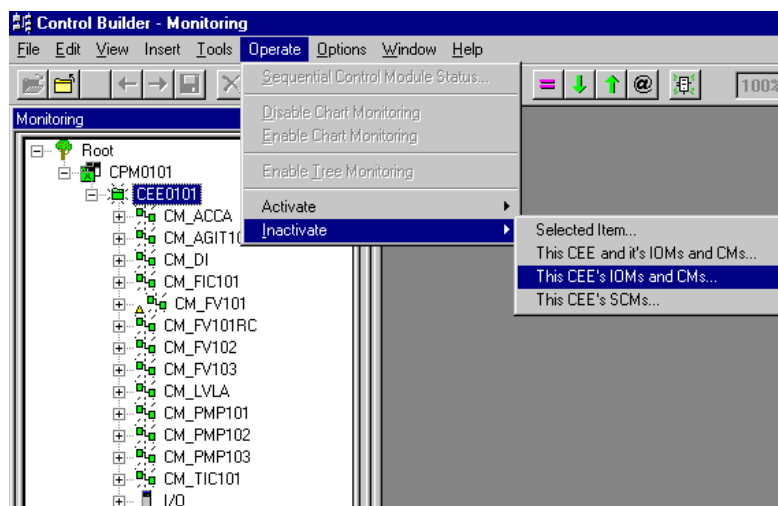 Control Builder - Monitoring
File Edit View Insert Tools Operate Options Window Help
100%
Monitoring
Sequential Control Module Status...
Disable Chart Monitoring
Enable Chart Monitoring
Enable Tree Monitoring
Activate
Inactivate
Selected Item...
This CEE and it's IOMs and CMs...
This CEE's IOMs and CMs...
This CEE's SCMs...
Root
CPM0101
CEE0101
CM_ACCA
CM_AGIT10
CM_DI
CM_FIC101
CM_FV101
CM_FV101RC
CM_FV102
CM_FV103
CM_LVLA
CM_PMP101
CM_PMP102
CM_PMP103
CM_TIC101
I/O